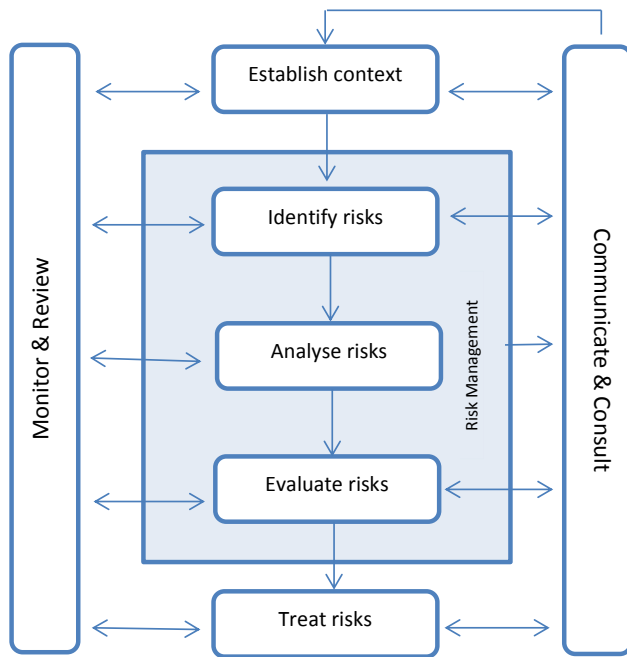 Establish context
Identify risks
Analyse risks
Evaluate risks
Treat risks
Monitor & Review
Risk Management
Communicate & Consult